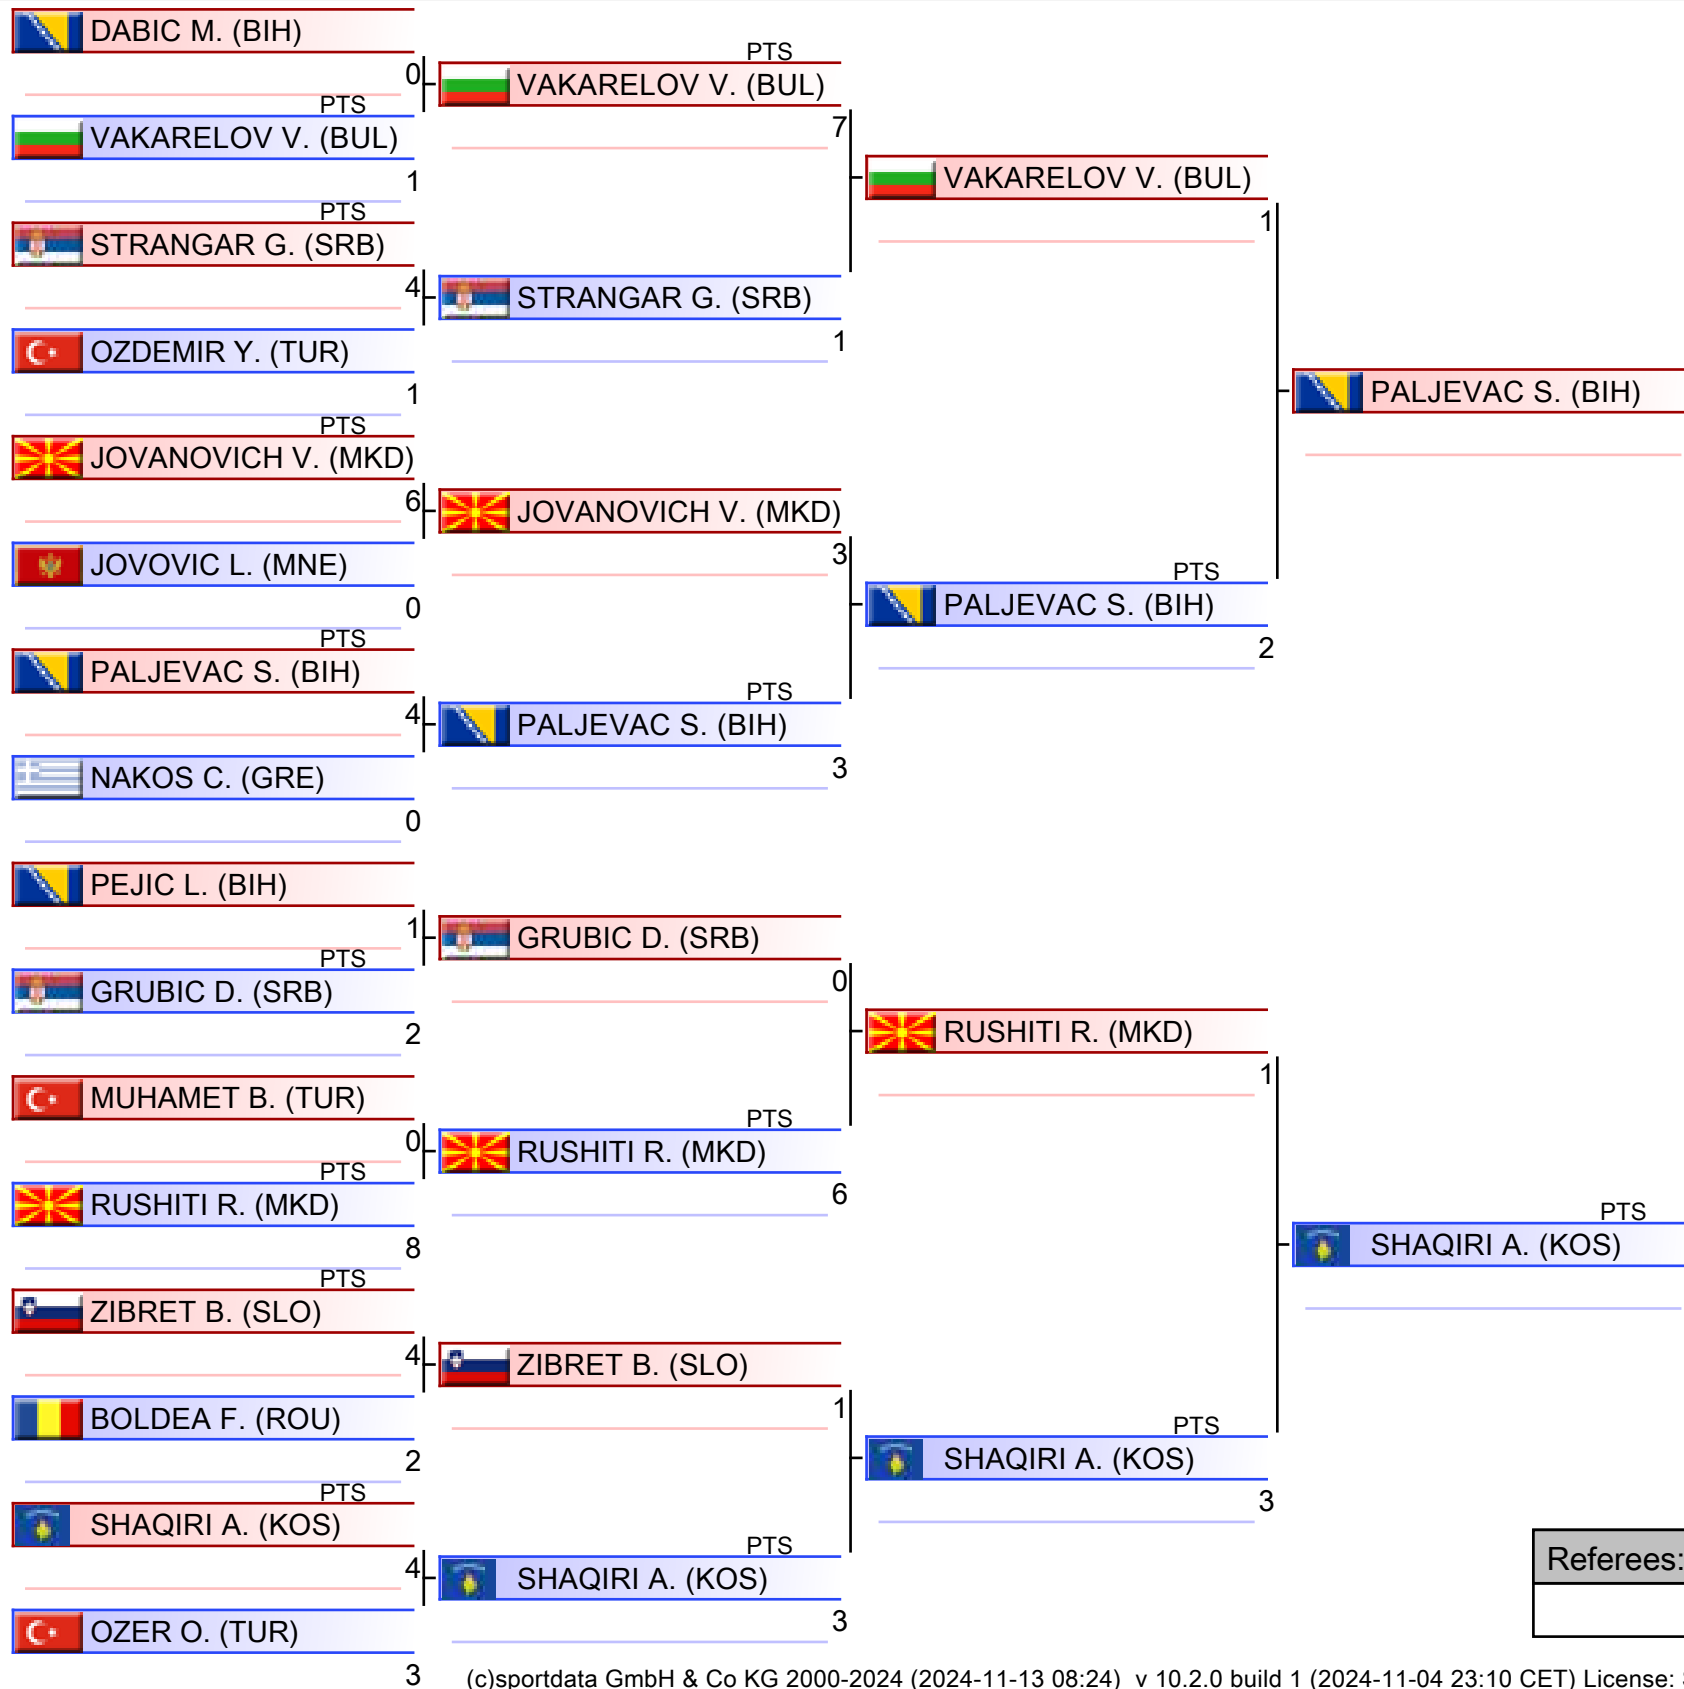 DABIC M. (BIH)
0
PTS
VAKARELOV V. (BUL)
1
PTS
STRANGAR G. (SRB)
4
OZDEMIR Y. (TUR)
1
PTS
JOVANOVICH V. (MKD)
6
JOVOVIC L. (MNE)
0
PTS
PALJEVAC S. (BIH)
4
NAKOS C. (GRE)
0
PEJIC L. (BIH)
1
PTS
GRUBIC D. (SRB)
2
MUHAMET B. (TUR)
0
PTS
RUSHITI R. (MKD)
8
PTS
ZIBRET B. (SLO)
4
BOLDEA F. (ROU)
2
PTS
SHAQIRI A. (KOS)
4
OZER O. (TUR)
3
PTS
VAKARELOV V. (BUL)
7
STRANGAR G. (SRB)
1
JOVANOVICH V. (MKD)
3
PTS
PALJEVAC S. (BIH)
3
GRUBIC D. (SRB)
0
PTS
RUSHITI R. (MKD)
6
ZIBRET B. (SLO)
1
PTS
SHAQIRI A. (KOS)
3
VAKARELOV V. (BUL)
1
PTS
PALJEVAC S. (BIH)
2
RUSHITI R. (MKD)
1
PTS
SHAQIRI A. (KOS)
3
PALJEVAC S. (BIH)
PTS
SHAQIRI A. (KOS)
Referees:
(c)sportdata GmbH & Co KG 2000-2024 (2024-11-13 08:24) v 10.2.0 build 1 (2024-11-04 23:10 CET) License: